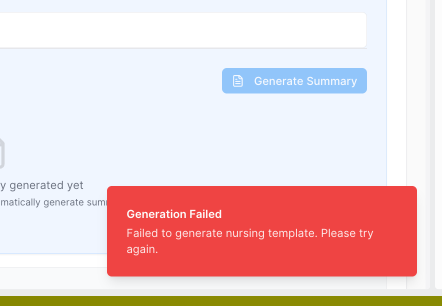 Generate Summary
y generated yet
matically generate sum
Generation Failed
Failed to generate nursing template. Please try
again.